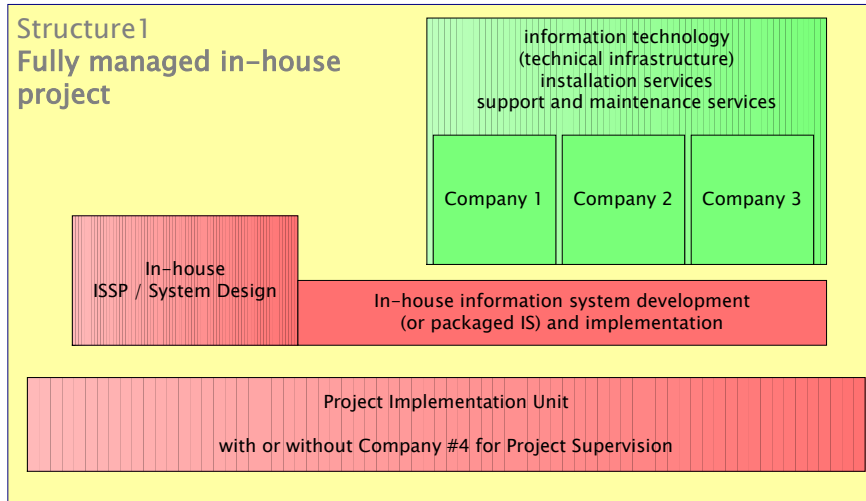 Structure1
Fully managed in-house
project
information technology
(technical infrastructure)
installation services
support and maintenance services
Company 1
Company 2
Company 3
In-house
ISSP / System Design
In-house information system development
(or packaged IS) and implementation
Project Implementation Unit
with or without Company #4 for Project Supervision